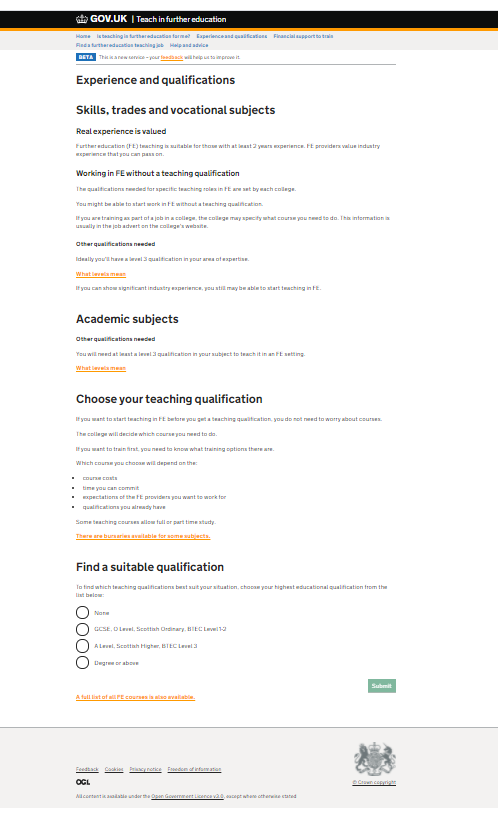 GOV.UK | Teach in further education
Home Is teaching in further education for me? Experience and qualifications Financial support to train
Find a further education teaching job Help and advice
BETA This is a new service – your feedback will help us to improve it.
Experience and qualifications
Skills, trades and vocational subjects
Real experience is valued
Further education (FE) teaching is suitable for those with at least 2 years experience. FE providers value industry
experience that you can pass on.
Working in FE without a teaching qualification
The qualifications needed for specific teaching roles in FE are set by each college.
You might be able to start work in FE without a teaching qualification.
If you are training as part of a job in a college, the college may specify what course you need to do. This information is
usually in the job advert on the college's website.
Other qualifications needed
Ideally you'll have a level 3 qualification in your area of expertise.
What levels mean
If you can show significant industry experience, you still may be able to start teaching in FE.
Academic subjects
Other qualifications needed
You will need at least a level 3 qualification in your subject to teach it in an FE setting.
What levels mean
Choose your teaching qualification
If you want to start teaching in FE before you get a teaching qualification, you do not need to worry about courses.
The college will decide which course you need to do.
If you want to train first, you need to know what training options there are.
Which course you choose will depend on the:
• course costs
• time you can commit
• expectations of the FE providers you want to work for
• qualifications you already have
Some teaching courses allow full or part time study.
There are bursaries available for some subjects.
Find a suitable qualification
To find which teaching qualifications best suit your situation, choose your highest educational qualification from the
list below:
None
GCSE, O Level, Scottish Ordinary, BTEC Level 1-2
A Level, Scottish Higher, BTEC Level 3
Degree or above
Submit
A full list of all FE courses is also available.
Feedback Cookies Privacy notice Freedom of information
© Crown copyright
OGL
All content is available under the Open Government Licence v3.0, except where otherwise stated